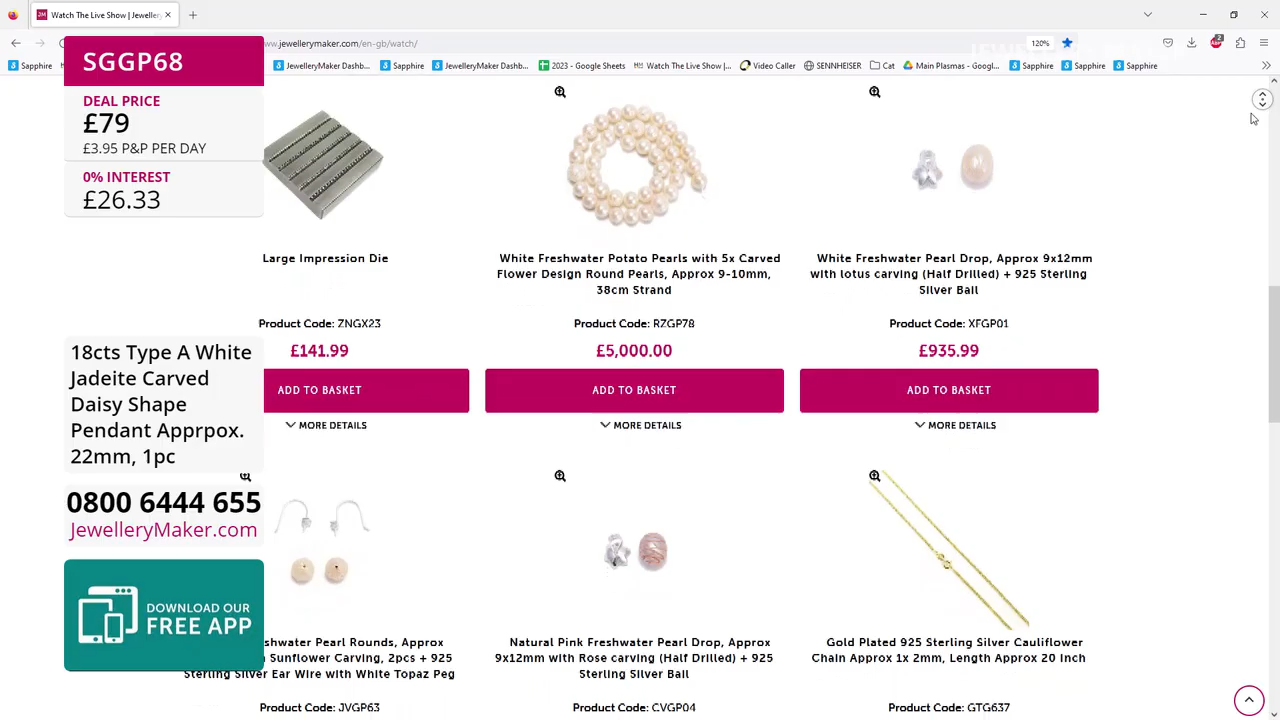 Watch The Live Show | Jeweller
w.jewellerymaker.com/en-gb/watch/
120%
2
Sapphire
JewelleryMaker Dashb...
Sapphire
JewelleryMaker Dashb...
2023 - Google Sheets
Watch The Live Show |...
Video Caller
SENNHEISER
Cat
Main Plasmas - Googl...
Sapphire
Sapphire
Sapphire
SGGP68
DEAL PRICE
£79
£3.95 P&P PER DAY
0% INTEREST
£26.33
18cts Type A White
Jadeite Carved
Daisy Shape
Pendant Apprpox.
22mm, 1pc
0800 6444 655
JewelleryMaker.com
DOWNLOAD OUR
FREE APP
Large Impression Die
Product Code: ZNGX23
£141.99
ADD TO BASKET
MORE DETAILS
White Freshwater Potato Pearls with 5x Carved
Flower Design Round Pearls, Approx 9-10mm,
38cm Strand
Product Code: RZGP78
£5,000.00
ADD TO BASKET
MORE DETAILS
White Freshwater Pearl Drop, Approx 9x12mm
with lotus carving (Half Drilled) + 925 Sterling
Silver Bail
Product Code: XFGP01
£935.99
ADD TO BASKET
MORE DETAILS
shwater Pearl Rounds, Approx
Sunflower Carving, 2pcs + 925
Sterling Silver Ear Wire with White Topaz Peg
Product Code: JVGP63
Natural Pink Freshwater Pearl Drop, Approx
9x12mm with Rose carving (Half Drilled) + 925
Sterling Silver Bail
Product Code: CVGP04
Gold Plated 925 Sterling Silver Cauliflower
Chain Approx 1x 2mm, Length Approx 20 Inch
Product Code: GTG637